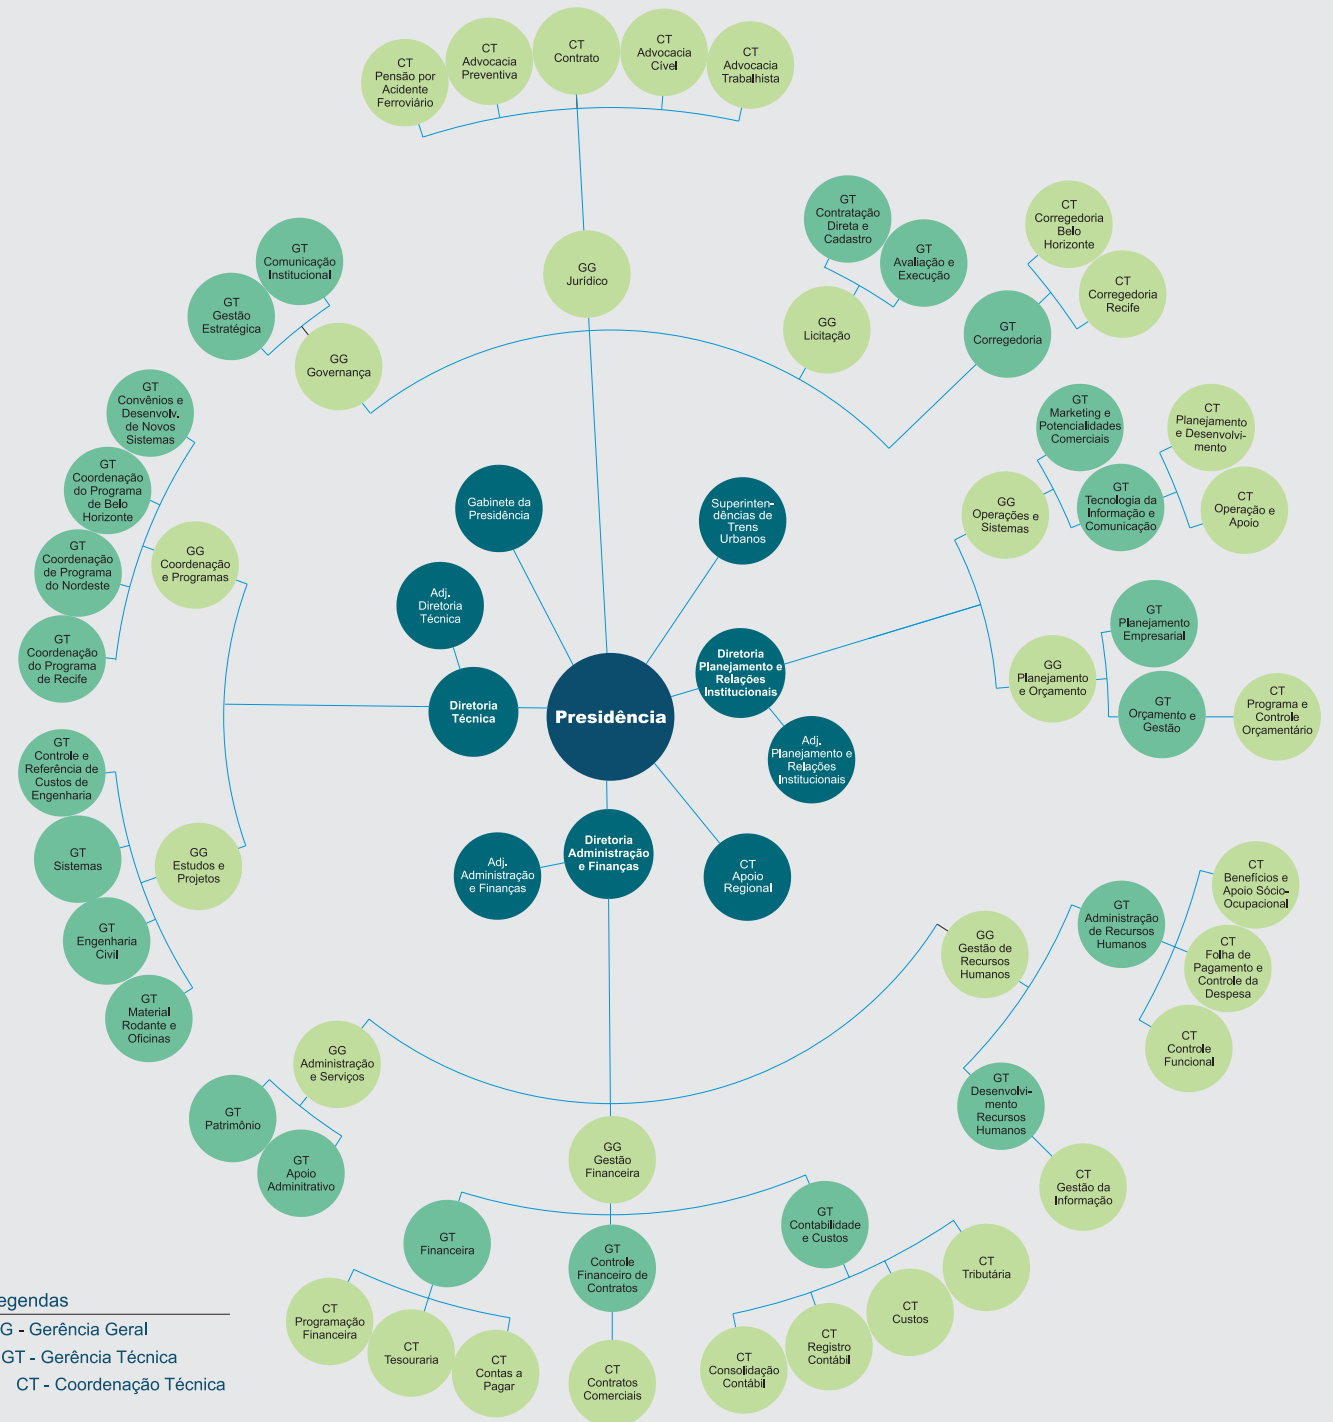 CT
Pensão por
Acidente
Ferroviário
CT
Advocacia
Preventiva
CT
Contrato
CT
Advocacia
Cível
CT
Advocacia
Trabalhista
GG
Jurídico
GT
Comunicação
Institucional
GT
Gestão
Estratégica
GG
Governança
GT
Contratação
Direta e
Cadastro
GT
Avaliação e
Execução
GG
Licitação
CT
Corregedoria
Belo
Horizonte
CT
Corregedoria
Recife
GT
Corregedoria
GT
Convênios e
Desenvolv.
de Novos
Sistemas
GT
Coordenação
do Programa
de Belo
Horizonte
GT
Coordenação
de Programa
do Nordeste
GT
Coordenação
do Programa
de Recife
GG
Coordenação
e Programas
GT
Marketing e
Potencialidades
Comerciais
GT
Tecnologia da
Informação e
Comunicação
CT
Planejamento
e Desenvolvi-
mento
CT
Operação e
Apoio
GG
Operações e
Sistemas
Gabinete da
Presidência
Superinten-
dências de
Trens
Urbanos
Adj.
Diretoria
Técnica
Diretoria
Técnica
Presidência
Diretoria
Planejamento e
Relações
Institucionais
Adj.
Planejamento e
Relações
Institucionais
GG
Planejamento
e Orçamento
GT
Planejamento
Empresarial
GT
Orçamento e
Gestão
CT
Programa e
Controle
Orçamentário
GT
Controle e
Referência de
Custos de
Engenharia
GT
Sistemas
GT
Engenharia
Civil
GT
Material
Rodante e
Oficinas
GG
Estudos e
Projetos
Adj.
Administração
e Finanças
Diretoria
Administração
e Finanças
CT
Apoio
Regional
GG
Gestão de
Recursos
Humanos
GT
Administração
de Recursos
Humanos
CT
Benefícios e
Apoio Sócio-
Ocupacional
CT
Folha de
Pagamento e
Controle da
Despesa
CT
Controle
Funcional
GT
Desenvolvi-
mento
Recursos
Humanos
CT
Gestão da
Informação
GG
Administração
e Serviços
GT
Patrimônio
GT
Apoio
Adminitrativo
GG
Gestão
Financeira
GT
Financeira
GT
Controle
Financeiro de
Contratos
GT
Contabilidade
e Custos
CT
Programação
Financeira
CT
Tesouraria
CT
Contas a
Pagar
CT
Contratos
Comerciais
CT
Consolidação
Contábil
CT
Registro
Contábil
CT
Custos
CT
Tributária
egendas
G - Gerência Geral
GT - Gerência Técnica
CT - Coordenação Técnica